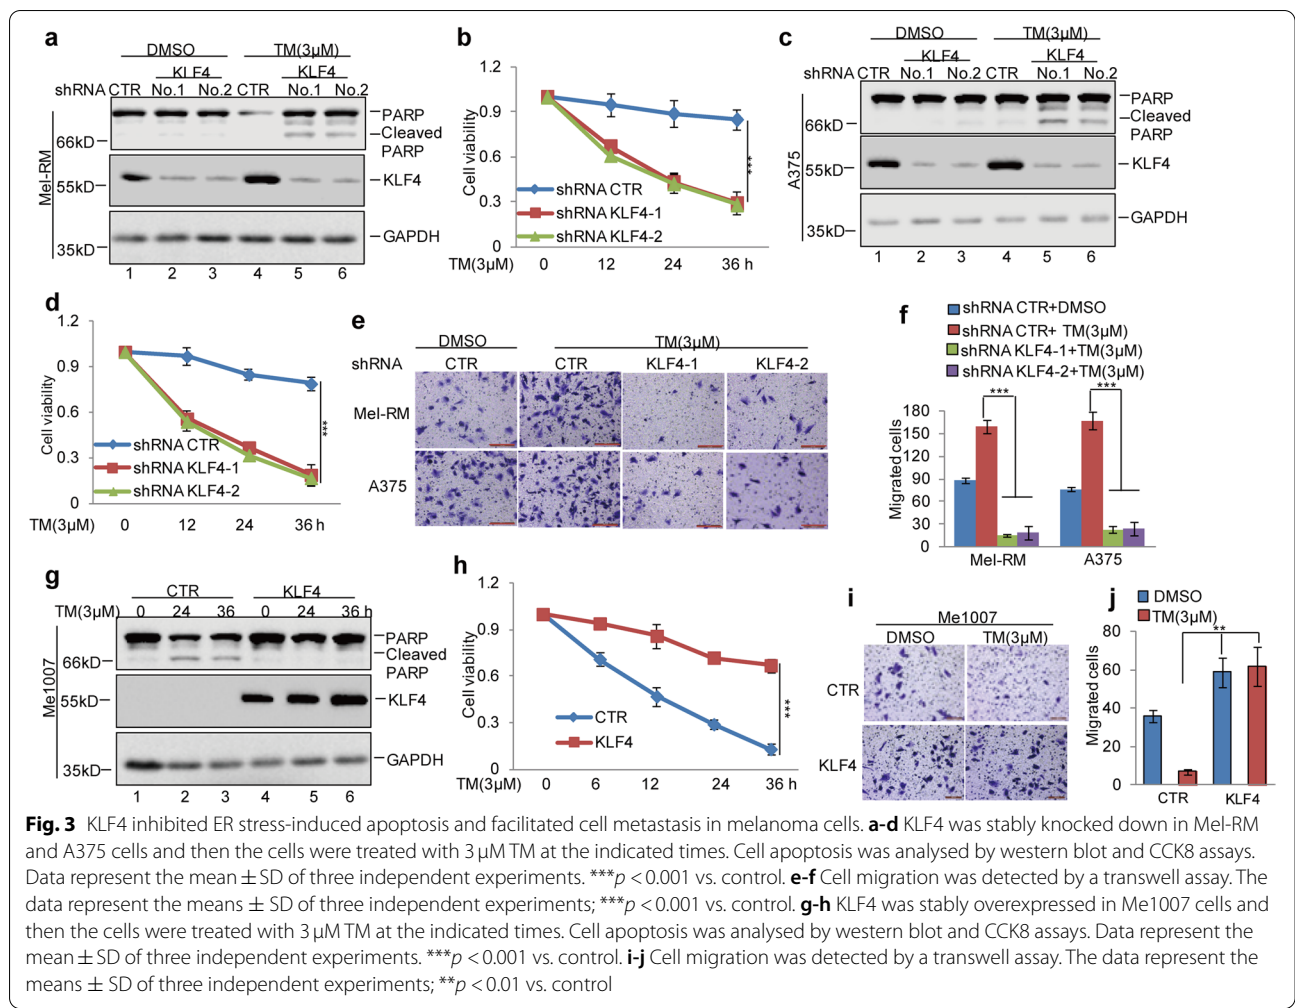 a
DMSO TM(3μM)
KLF4 KLF4
shRNA CTR No.1 No.2 CTR No.1 No.2
PARP
Cleaved
PARP
66kD
Mel-RM
55kD
KLF4
GAPDH
35kD
1 2 3 4 5 6
b
1.2
0.9
0.6
0.3
0
Cell viability
***
shRNA CTR
shRNA KLF4-1
shRNA KLF4-2
TM(3μM) 0 12 24 36 h
c
DMSO TM(3μM)
KLF4 KLF4
shRNA CTR No.1 No.2 CTR No.1 No.2
PARP
Cleaved
PARP
66kD
A375
55kD
KLF4
GAPDH
35kD
1 2 3 4 5 6
d
1.2
0.9
0.6
0.3
0
Cell viability
***
shRNA CTR
shRNA KLF4-1
shRNA KLF4-2
TM(3μM) 0 12 24 36 h
e
DMSO TM(3μM)
shRNA CTR CTR KLF4-1 KLF4-2
Mel-RM
A375
f
shRNA CTR+DMSO
shRNA CTR+ TM(3μM)
shRNA KLF4-1+TM(3μM)
shRNA KLF4-2+TM(3μM)
*** ***
180
150
120
90
60
30
0
Migrated cells
Mel-RM A375
g
CTR KLF4
TM(3μM) 0 24 36 0 24 36 h
PARP
Cleaved
PARP
66kD
Me1007
55kD
KLF4
GAPDH
35kD
1 2 3 4 5 6
h
1.2
0.9
0.6
0.3
0
Cell viability
***
CTR
KLF4
TM(3μM) 0 6 12 24 36 h
i
Me1007
DMSO TM(3μM)
CTR
KLF4
j
DMSO
TM(3μM)
**
80
60
40
20
0
Migrated cells
CTR KLF4
Fig. 3 KLF4 inhibited ER stress-induced apoptosis and facilitated cell metastasis in melanoma cells. a-d KLF4 was stably knocked down in Mel-RM
and A375 cells and then the cells were treated with 3 μM TM at the indicated times. Cell apoptosis was analysed by western blot and CCK8 assays.
Data represent the mean ± SD of three independent experiments. ***p < 0.001 vs. control. e-f Cell migration was detected by a transwell assay. The
data represent the means ± SD of three independent experiments; ***p < 0.001 vs. control. g-h KLF4 was stably overexpressed in Me1007 cells and
then the cells were treated with 3 μM TM at the indicated times. Cell apoptosis was analysed by western blot and CCK8 assays. Data represent the
mean ± SD of three independent experiments. ***p < 0.001 vs. control. i-j Cell migration was detected by a transwell assay. The data represent the
means ± SD of three independent experiments; **p < 0.01 vs. control